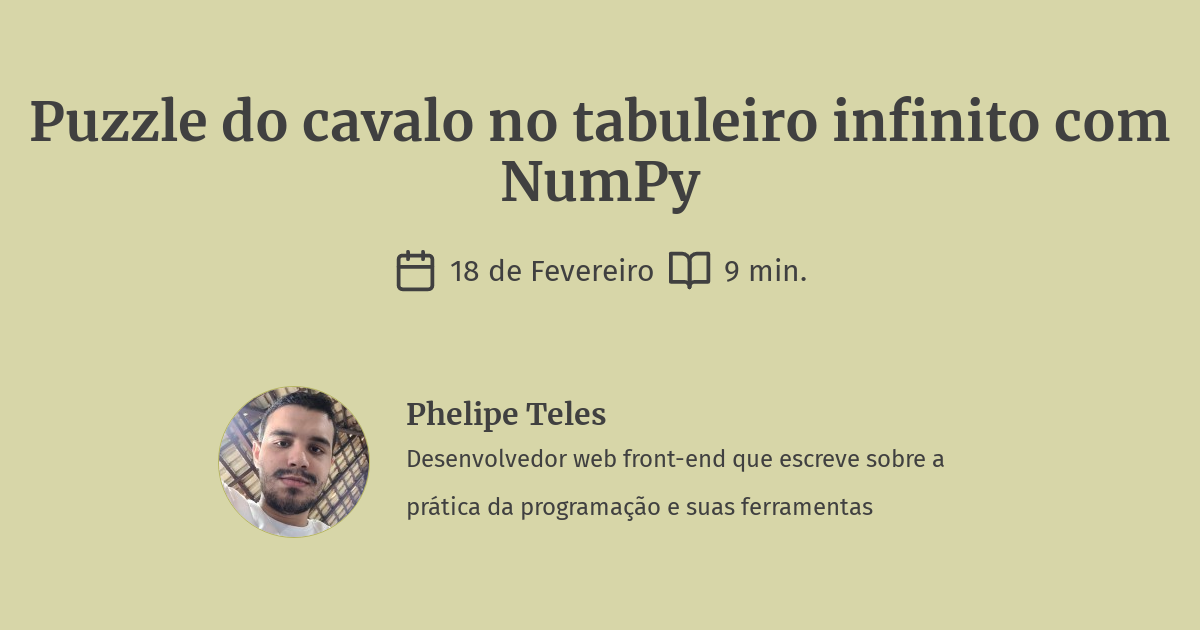 Puzzle do cavalo no tabuleiro infinito com
NumPy
18 de Fevereiro 9 min.
Phelipe Teles
Desenvolvedor web front-end que escreve sobre a
prática da programação e suas ferramentas